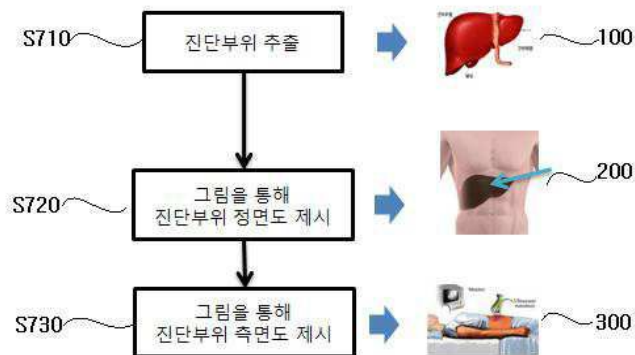 S710
진단부위 추출
100
S720
그림을 통해
진단부위 정면도 제시
200
S730
그림을 통해
진단부위 측면도 제시
300